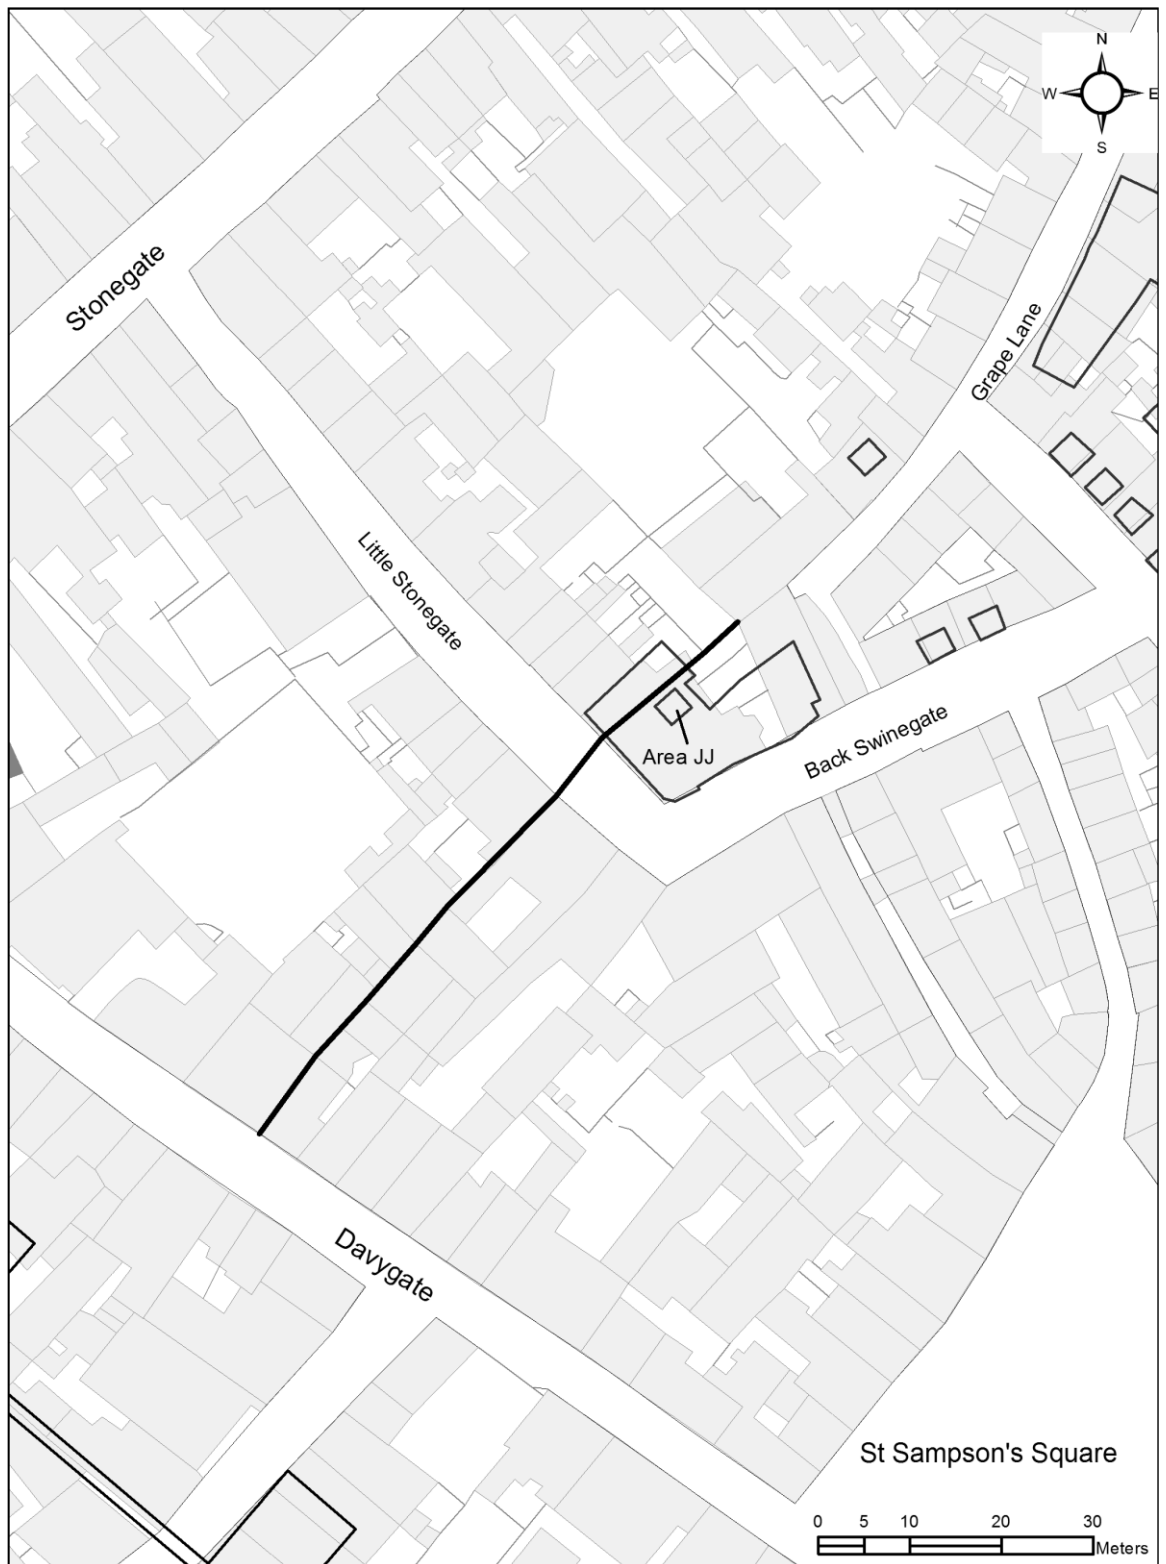 N
W E
S
Stonegate
Grape Lane
Little Stonegate
Area JJ
Back Swinegate
Davygate
St Sampson's Square
0 5 10 20 30
Meters